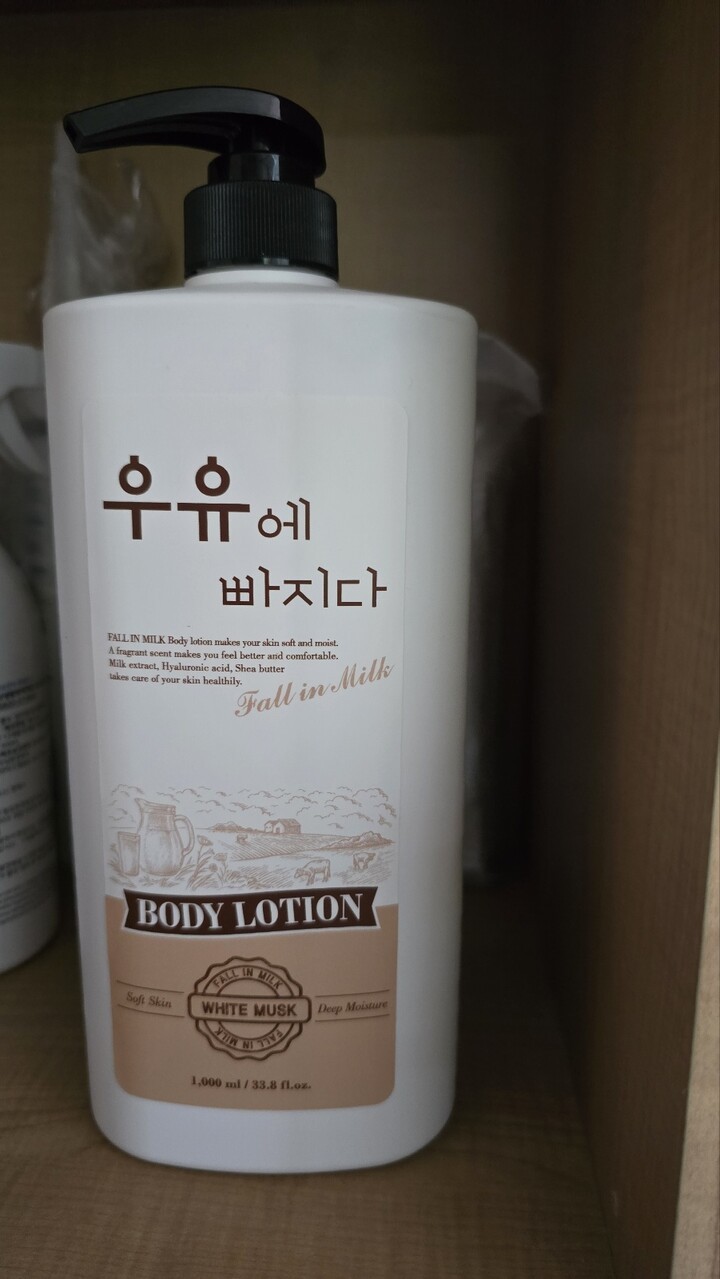 우유에
빠지다
FALL IN MILK Body lotion makes your skin soft and moist.
A fragrant scent makes you feel better and comfortable.
Milk extract, Hyaluronic acid, Shea butter
takes care of your skin healthily.
Fall in Milk
BODY LOTION
FALL IN MILK
Soft Skin
WHITE MUSK
Deep Moisture
FALL IN MILK
1,000 ml / 33.8 fl.oz.